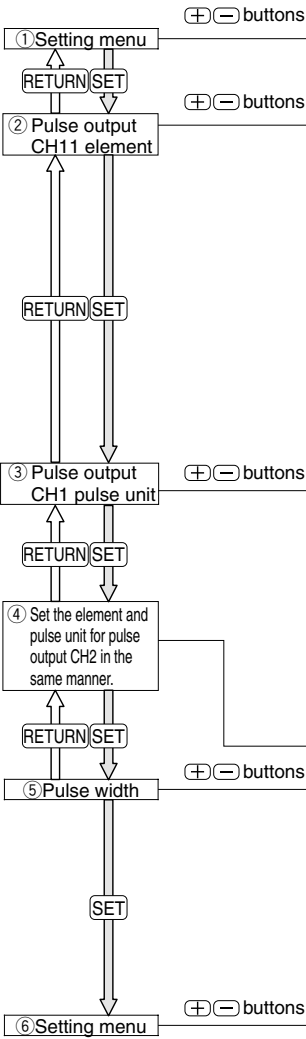 ⊕⊖ buttons
①Setting menu
RETURN SET
⊕⊖ buttons
② Pulse output
CH11 element
RETURN SET
③ Pulse output
CH1 pulse unit
⊕⊖ buttons
RETURN SET
④ Set the element and
pulse unit for pulse
output CH2 in the
same manner.
RETURN SET
⊕⊖ buttons
⑤Pulse width
SET
⊕⊖ buttons
⑥Setting menu